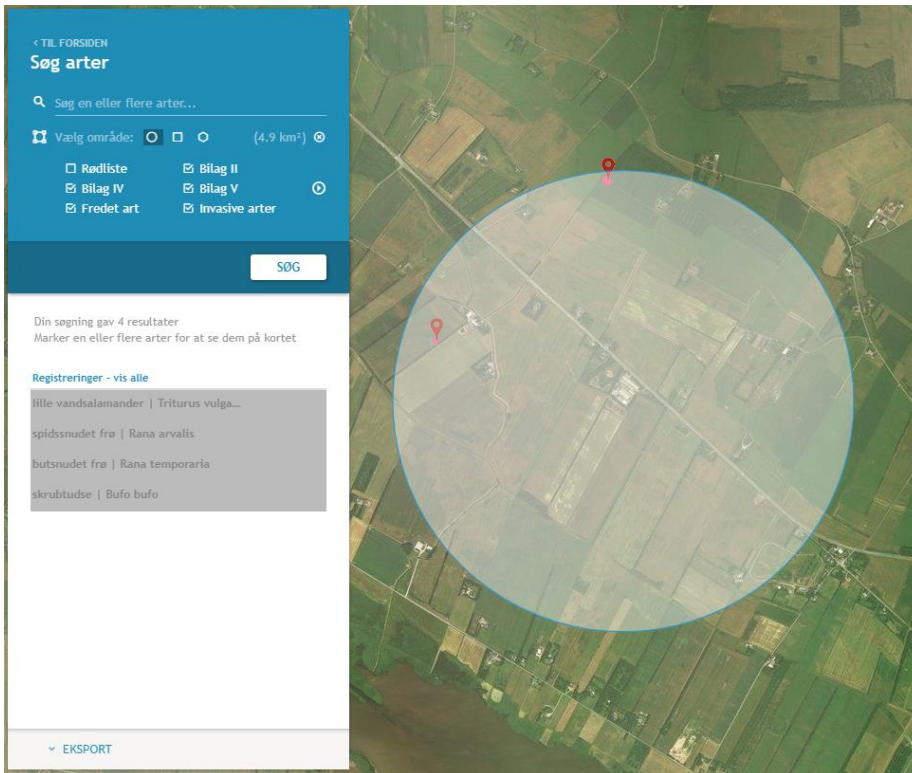 ‹ TIL FORSIDEN
Søg arter
Søg en eller flere arter...
Vælg område: (4.9 km²)
Rødliste Bilag II
Bilag IV Bilag V
Fredet art Invasive arter
SØG
Din søgning gav 4 resultater
Marker en eller flere arter for at se dem på kortet
Registreringer - vis alle
lille vandsalamander | Triturus vulga...
spidssnudet frø | Rana arvalis
butsnudet frø | Rana temporaria
skrubtudse | Bufo bufo
EKSPORT